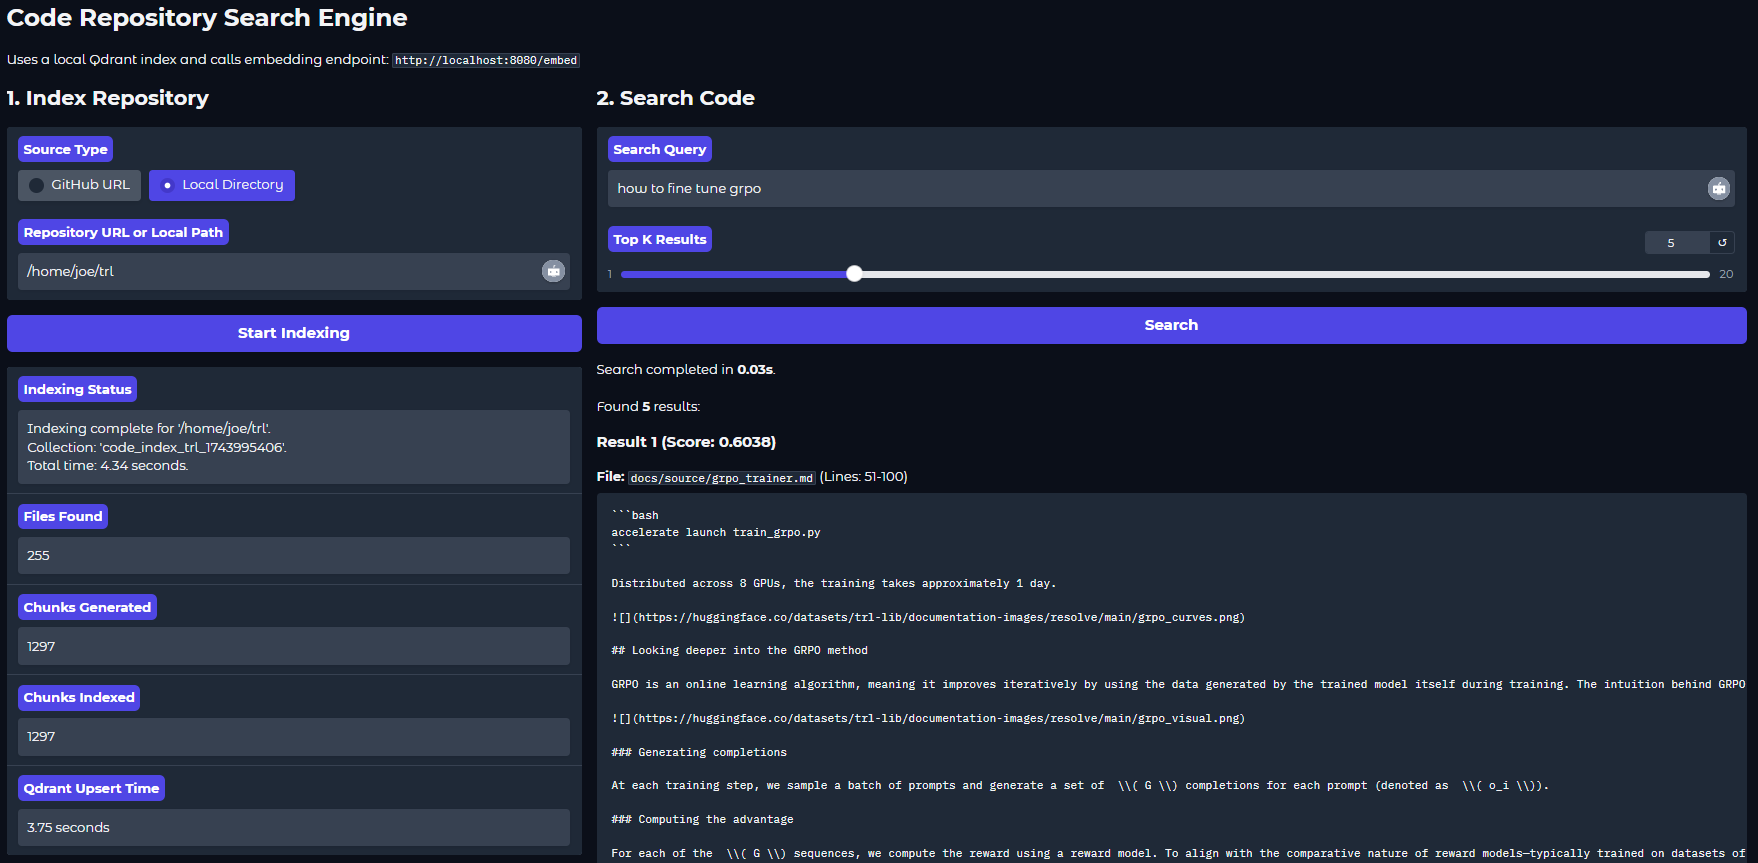 Code Repository Search Engine
Uses a local Qdrant index and calls embedding endpoint: http://localhost:8080/embed
1. Index Repository
Source Type
GitHub URL
Local Directory
Repository URL or Local Path
/home/joe/trl
Start Indexing
Indexing Status
Indexing complete for '/home/joe/trl'.
Collection: 'code_index_trl_1743995406'.
Total time: 4.34 seconds.
Files Found
255
Chunks Generated
1297
Chunks Indexed
1297
Qdrant Upsert Time
3.75 seconds
2. Search Code
Search Query
how to fine tune grpo
Top K Results
5
1
20
Search
Search completed in 0.03s.
Found 5 results:
Result 1 (Score: 0.6038)
File: docs/source/grpo_trainer.md (Lines: 51-100)
```bash
accelerate launch train_grpo.py
```
Distributed across 8 GPUs, the training takes approximately 1 day.
![](https://huggingface.co/datasets/trl-lib/documentation-images/resolve/main/grpo_curves.png)
## Looking deeper into the GRPO method
GRPO is an online learning algorithm, meaning it improves iteratively by using the data generated by the trained model itself during training. The intuition behind GRPO
![](https://huggingface.co/datasets/trl-lib/documentation-images/resolve/main/grpo_visual.png)
### Generating completions
At each training step, we sample a batch of prompts and generate a set of  \\( G \\) completions for each prompt (denoted as  \\( o_i \\)).
### Computing the advantage
For each of the  \\( G \\) sequences, we compute the reward using a reward model. To align with the comparative nature of reward models—typically trained on datasets of